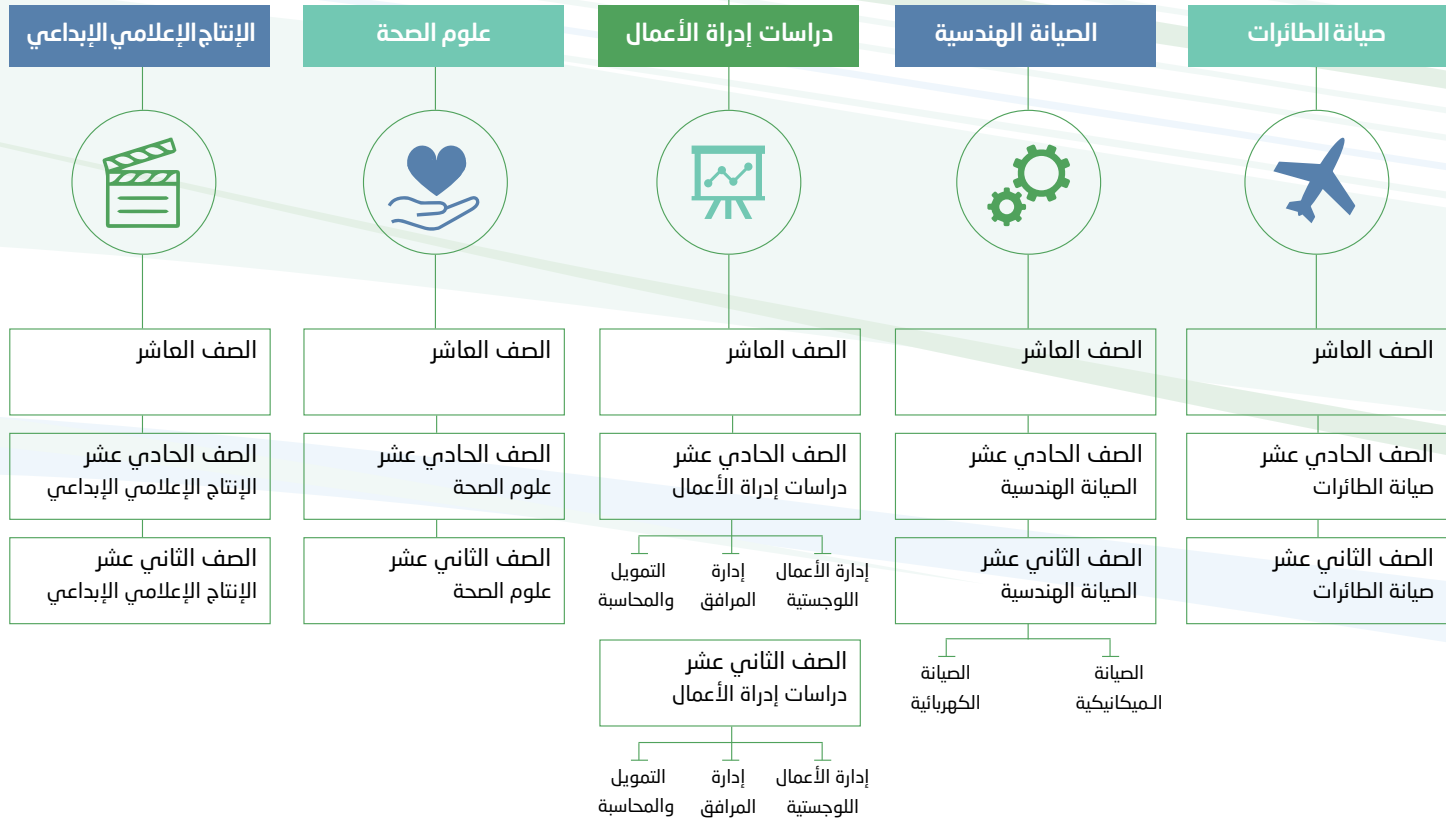 صيانة الطائرات
الصيانة الهندسية
دراسات إدراة الأعمال
علوم الصحة
الإنتاج الإعلامي الإبداعي
الصف العاشر
الصف العاشر
الصف العاشر
الصف العاشر
الصف العاشر
الصف الحادي عشر
صيانة الطائرات
الصف الحادي عشر
الصيانة الهندسية
الصف الحادي عشر
دراسات إدراة الأعمال
الصف الحادي عشر
علوم الصحة
الصف الحادي عشر
الإنتاج الإعلامي الإبداعي
الصف الثاني عشر
صيانة الطائرات
الصف الثاني عشر
الصيانة الهندسية
إدارة الأعمال
اللوجستية
إدارة
المرافق
التمويل
والمحاسبة
الصف الثاني عشر
علوم الصحة
الصف الثاني عشر
الإنتاج الإعلامي الإبداعي
الصيانة
الـميكانيكية
الصيانة
الكهربائية
الصف الثاني عشر
دراسات إدراة الأعمال
إدارة الأعمال
اللوجستية
إدارة
المرافق
التمويل
والمحاسبة